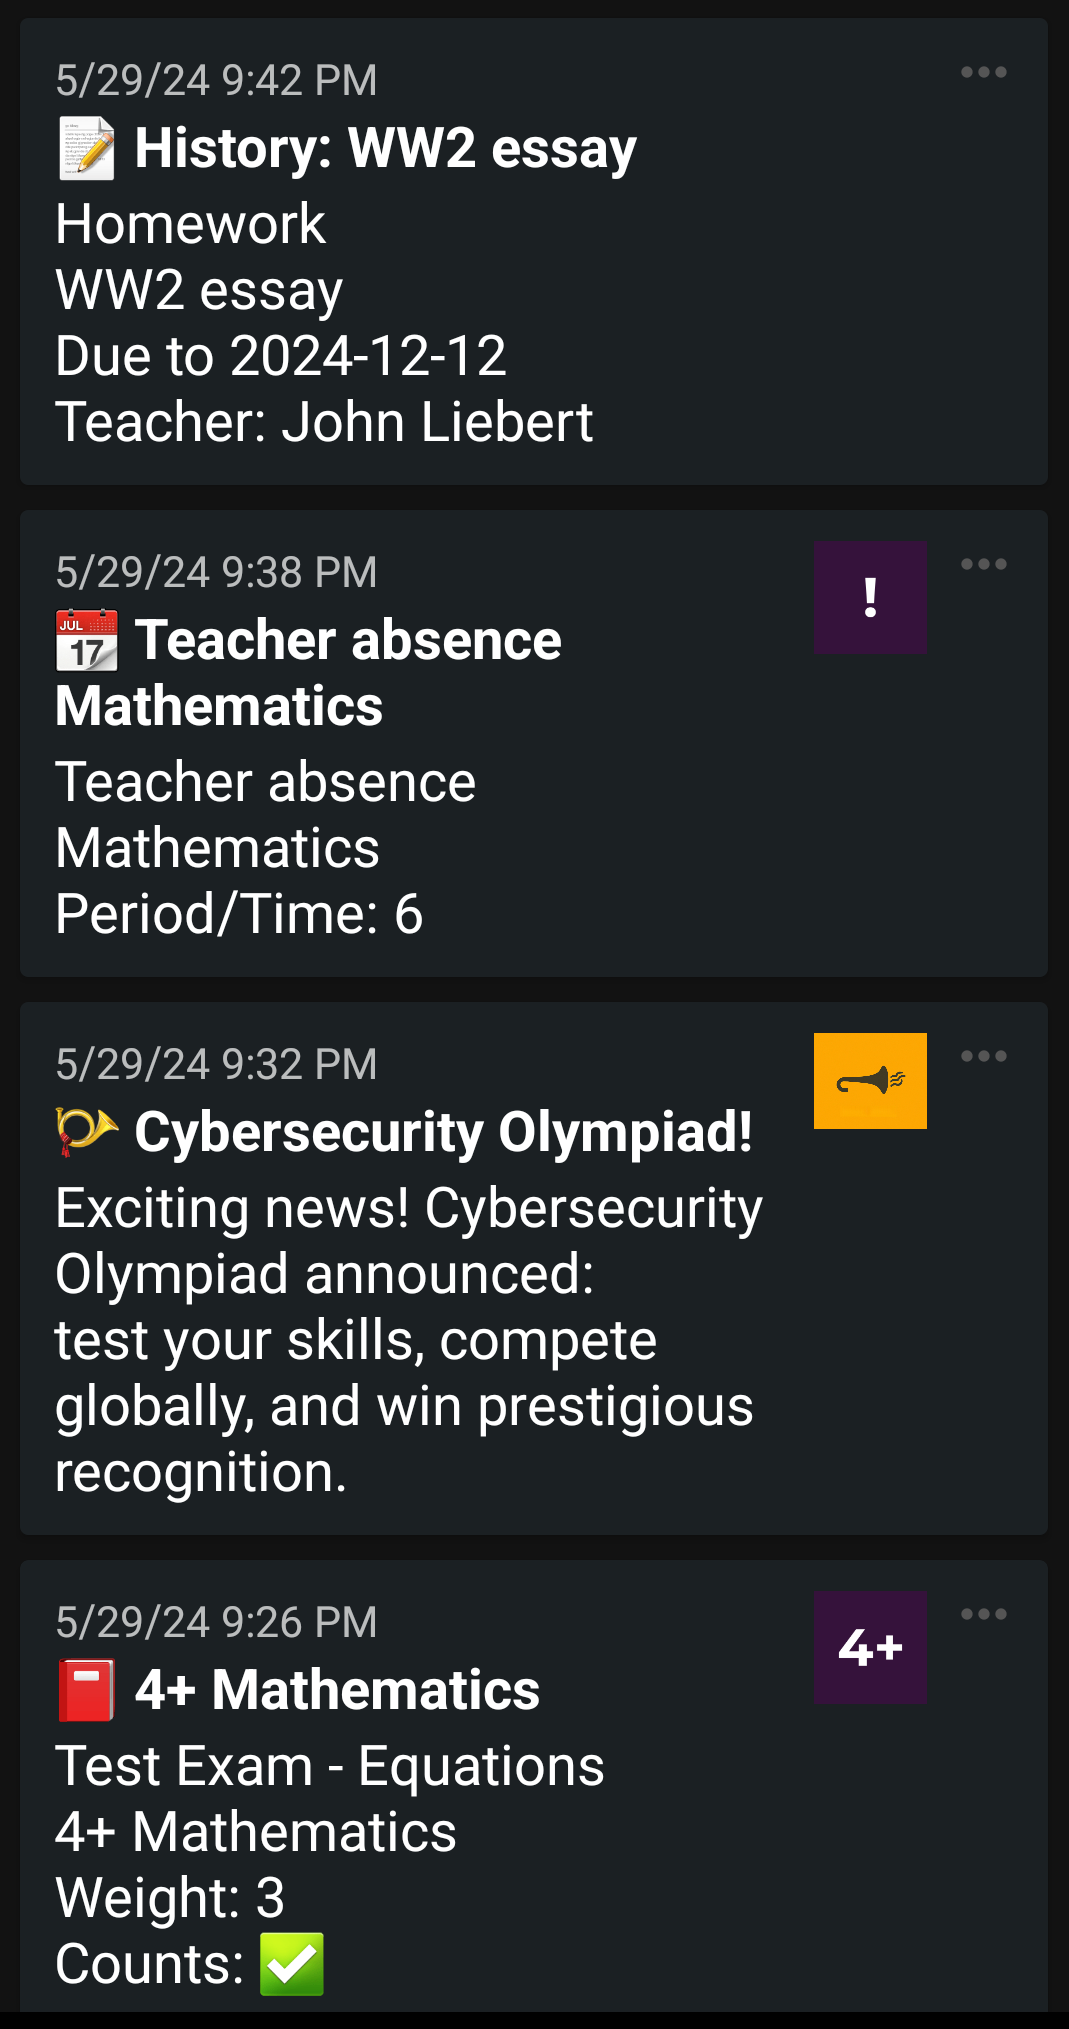 5/29/24 9:42 PM
📝 History: WW2 essay
Homework
WW2 essay
Due to 2024-12-12
Teacher: John Liebert
5/29/24 9:38 PM
!
📆 Teacher absence
Mathematics
Teacher absence
Mathematics
Period/Time: 6
5/29/24 9:32 PM
📯 Cybersecurity Olympiad!
Exciting news! Cybersecurity
Olympiad announced:
test your skills, compete
globally, and win prestigious
recognition.
5/29/24 9:26 PM
4+
📕 4+ Mathematics
Test Exam - Equations
4+ Mathematics
Weight: 3
Counts: ✅